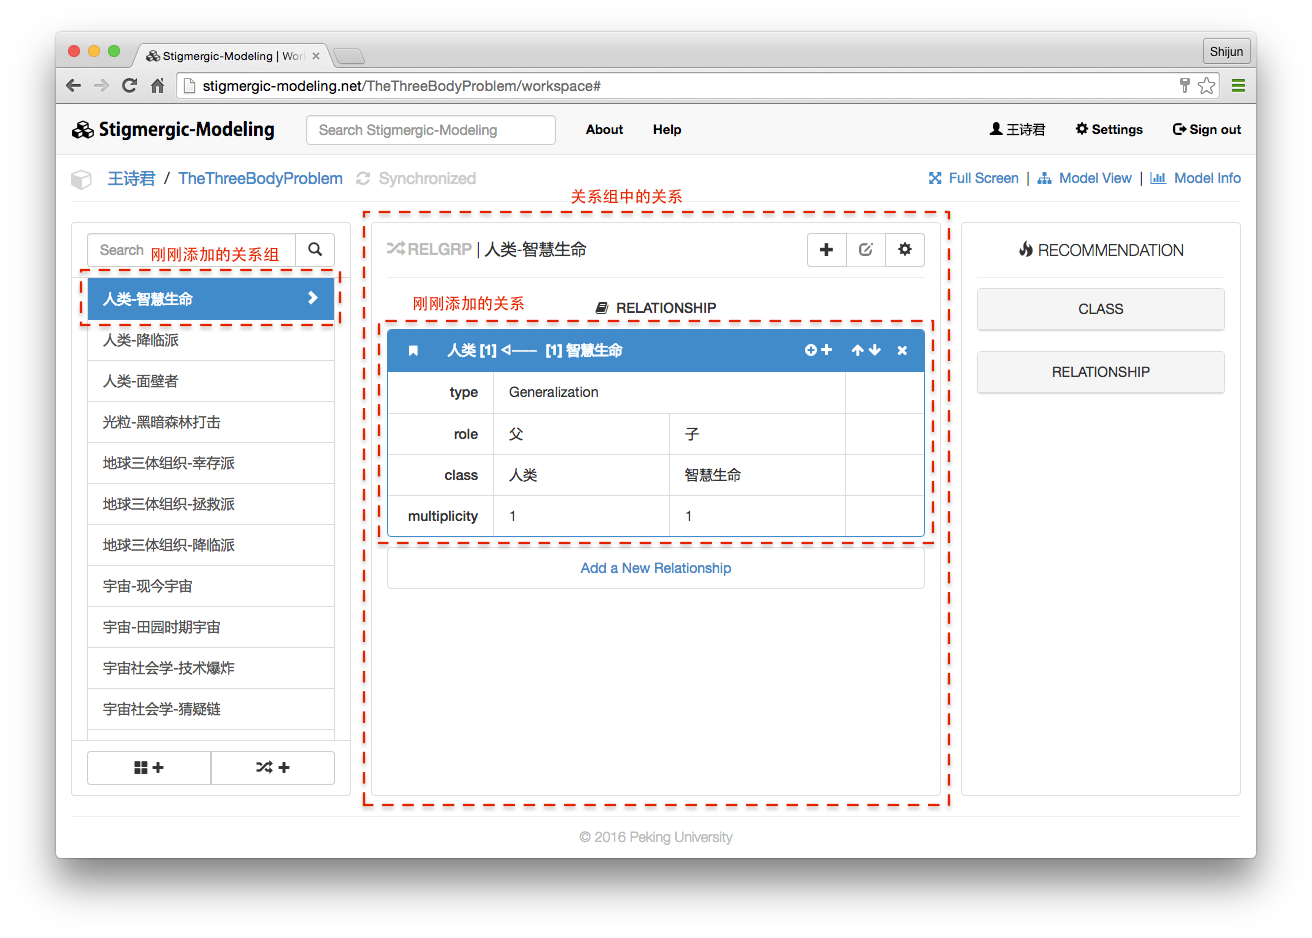 Stigmergic-Modeling | Wor
Shijun
stigmergic-modeling.net/TheThreeBodyProblem/workspace#
Stigmergic-Modeling
Search Stigmergic-Modeling
About
Help
王诗君
Settings
Sign out
王诗君 / TheThreeBodyProblem
Synchronized
Full Screen | Model View | Model Info
关系组中的关系
Search
刚刚添加的关系组
人类-智慧生命
人类-降临派
人类-面壁者
光粒-黑暗森林打击
地球三体组织-幸存派
地球三体组织-拯救派
地球三体组织-降临派
宇宙-现今宇宙
宇宙-田园时期宇宙
宇宙社会学-技术爆炸
宇宙社会学-猜疑链
RELGRP | 人类-智慧生命
刚刚添加的关系
RELATIONSHIP
人类 [1] ◁── [1] 智慧生命
type Generalization
role 父 子
class 人类 智慧生命
multiplicity 1 1
Add a New Relationship
RECOMMENDATION
CLASS
RELATIONSHIP
© 2016 Peking University